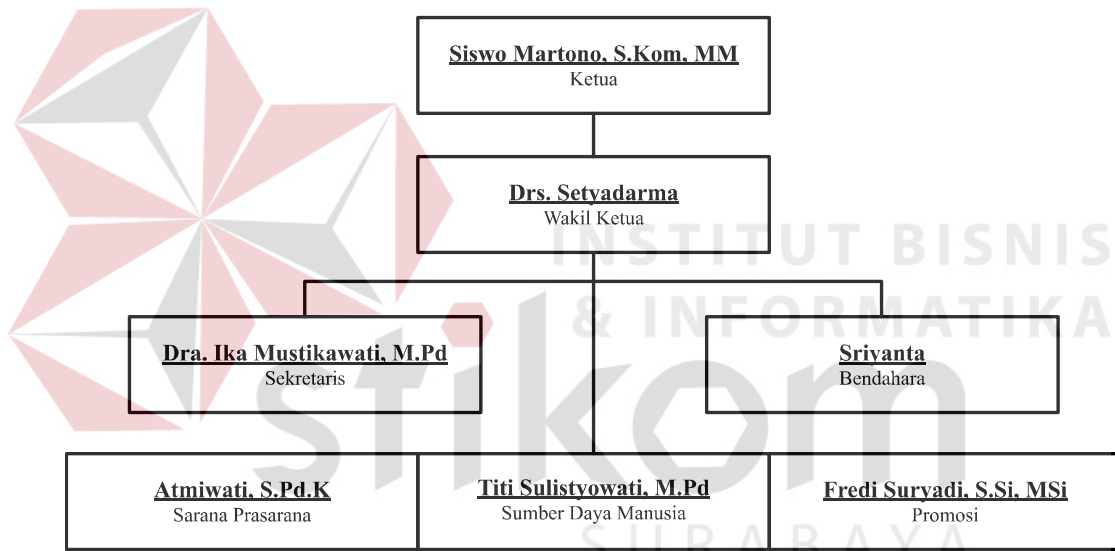 Siswo Martono, S.Kom, MM
Ketua
Drs. Setyadarma
Wakil Ketua
INSTITUT BISNIS
& INFORMATIKA
Dra. Ika Mustikawati, M.Pd
Sekretaris
Sriyanta
Bendahara
stikom
Atmiwati, S.Pd.K
Sarana Prasarana
Titi Sulistyowati, M.Pd
Sumber Daya Manusia
Fredi Suryadi, S.Si, MSi
Promosi
SURABAYA